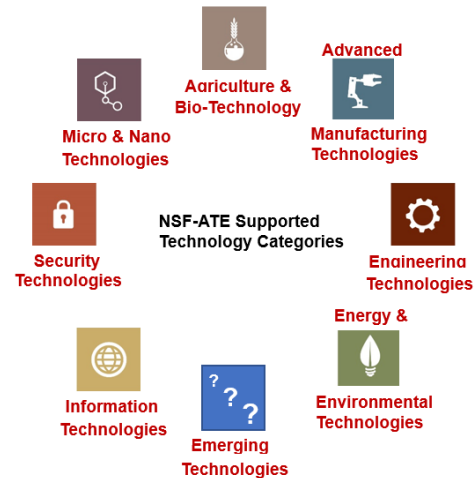 Agriculture &
Bio-Technology
Advanced
Manufacturing
Technologies
Micro & Nano
Technologies
NSF-ATE Supported
Technology Categories
Security
Technologies
Engineering
Technologies
Energy &
Environmental
Technologies
Information
Technologies
? ? ?
Emerging
Technologies